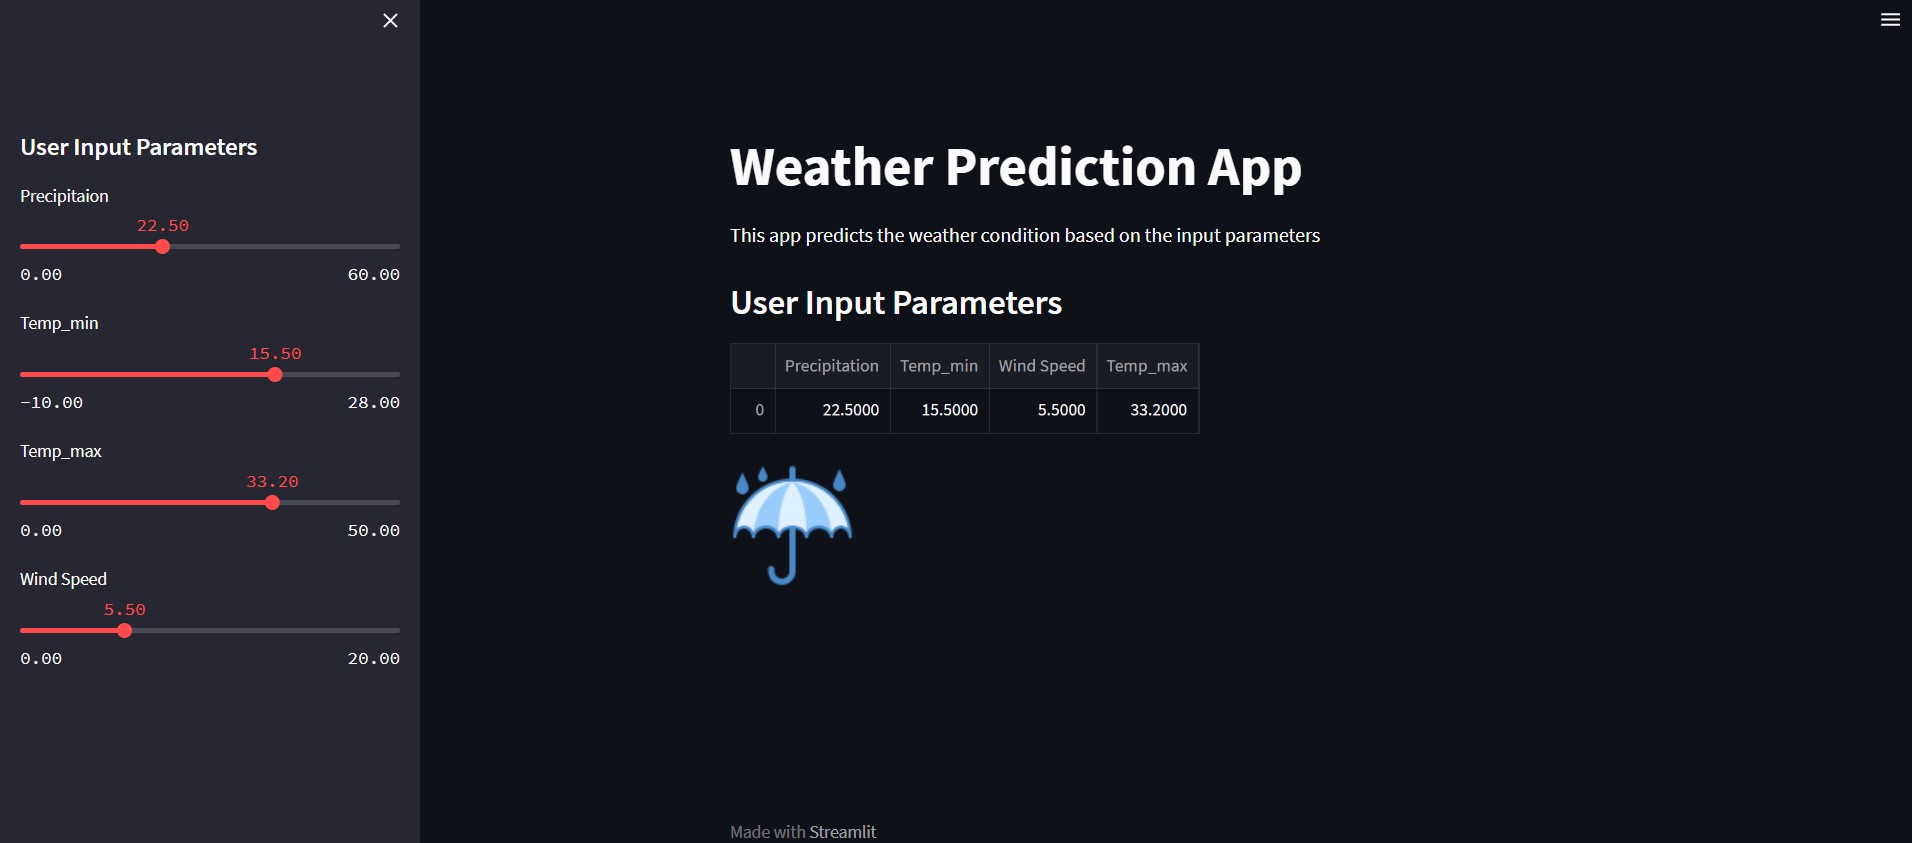 User Input Parameters
Precipitaion
22.50
0.00 60.00
Temp_min
15.50
−10.00 28.00
Temp_max
33.20
0.00 50.00
Wind Speed
5.50
0.00 20.00
Weather Prediction App
This app predicts the weather condition based on the input parameters
User Input Parameters
Precipitation Temp_min Wind Speed Temp_max
0 22.5000 15.5000 5.5000 33.2000
Made with Streamlit